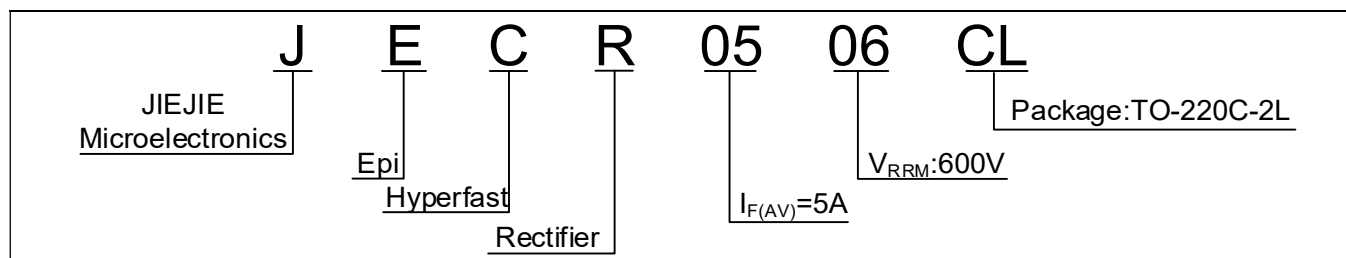 J E C R 05 06 CL
JIEJIE
Microelectronics
Package:TO-220C-2L
Epi
VRRM:600V
Hyperfast
IF(AV)=5A
Rectifier